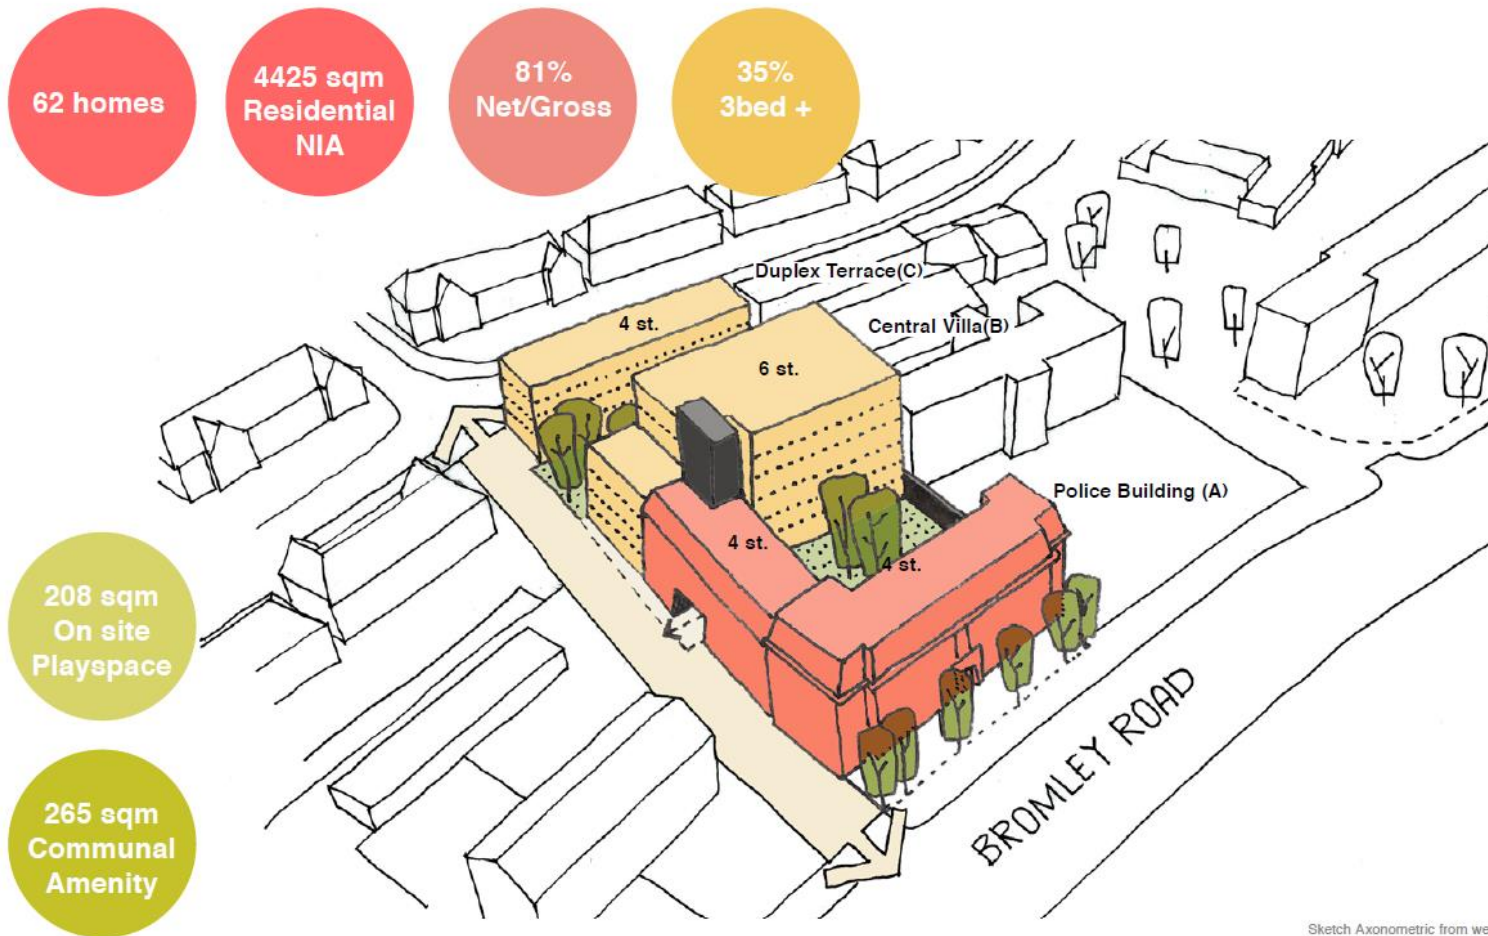 62 homes
4425 sqm
Residential
NIA
81%
Net/Gross
35%
3bed +
Duplex Terrace(C)
4 st.
Central Villa(B)
6 st.
Police Building (A)
4 st.
4 st.
208 sqm
On site
Playspace
BROMLEY ROAD
265 sqm
Communal
Amenity
Sketch Axonometric from we